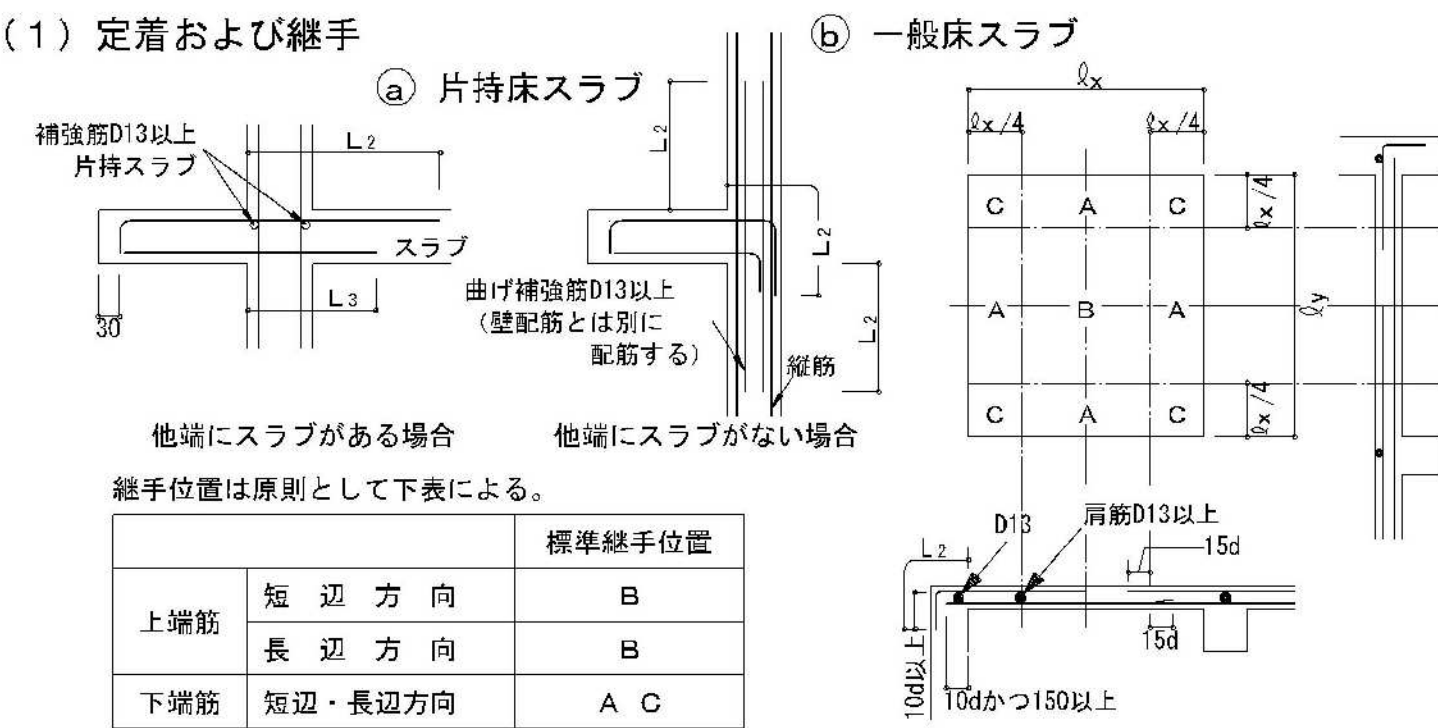 (1) 定着および継手
ⓐ 片持床スラブ
補強筋D13以上
片持スラブ
L2
スラブ
L3
30
他端にスラブがある場合
L2
L2
L2
曲げ補強筋D13以上
(壁配筋とは別に
配筋する)
縦筋
他端にスラブがない場合
継手位置は原則として下表による。
標準継手位置
上端筋 短辺方向 B
長辺方向 B
下端筋 短辺・長辺方向 A C
ⓑ 一般床スラブ
ℓx
ℓx/4 ℓx/4
C A C
ℓx/4
A B A
ℓy
C A C
ℓx/4
D13
肩筋D13以上
L2
15d
15d
10d以上
10dかつ150以上